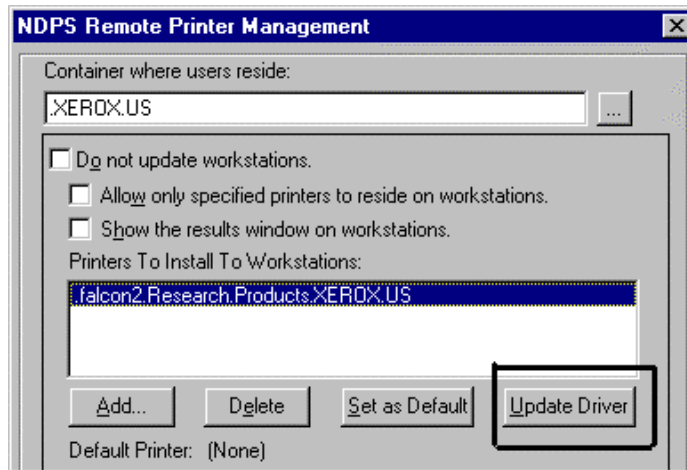 NDPS Remote Printer Management
Container where users reside:
.XEROX.US
...
Do not update workstations.
Allow only specified printers to reside on workstations.
Show the results window on workstations.
Printers To Install To Workstations:
.falcon2.Research.Products.XEROX.US
Add... Delete Set as Default Update Driver
Default Printer: (None)